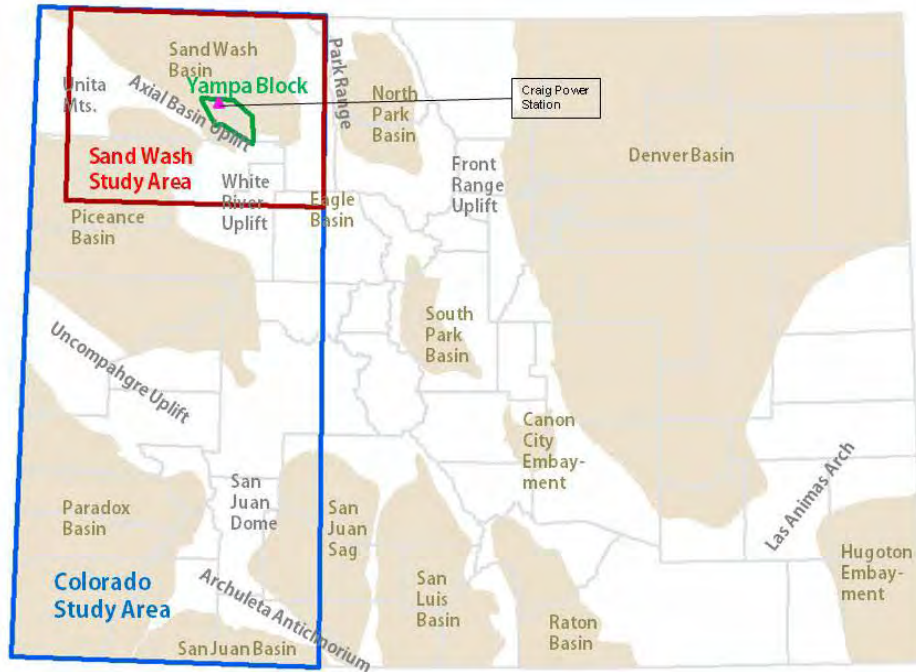 Sand Wash
Basin
Yampa Block
Unita
Mts.
Axial Basin Uplift
Park Range
North
Park
Basin
Craig Power
Station
Sand Wash
Study Area
White
River
Uplift
Eagle
Basin
Front
Range
Uplift
Denver Basin
Piceance
Basin
South
Park
Basin
Uncompahgre Uplift
Canon
City
Embay-
ment
Las Animas Arch
Paradox
Basin
San
Juan
Dome
San
Juan
Sag
Hugoton
Embay-
ment
Colorado
Study Area
Archuleta Anticlinorium
San
Luis
Basin
Raton
Basin
San Juan Basin